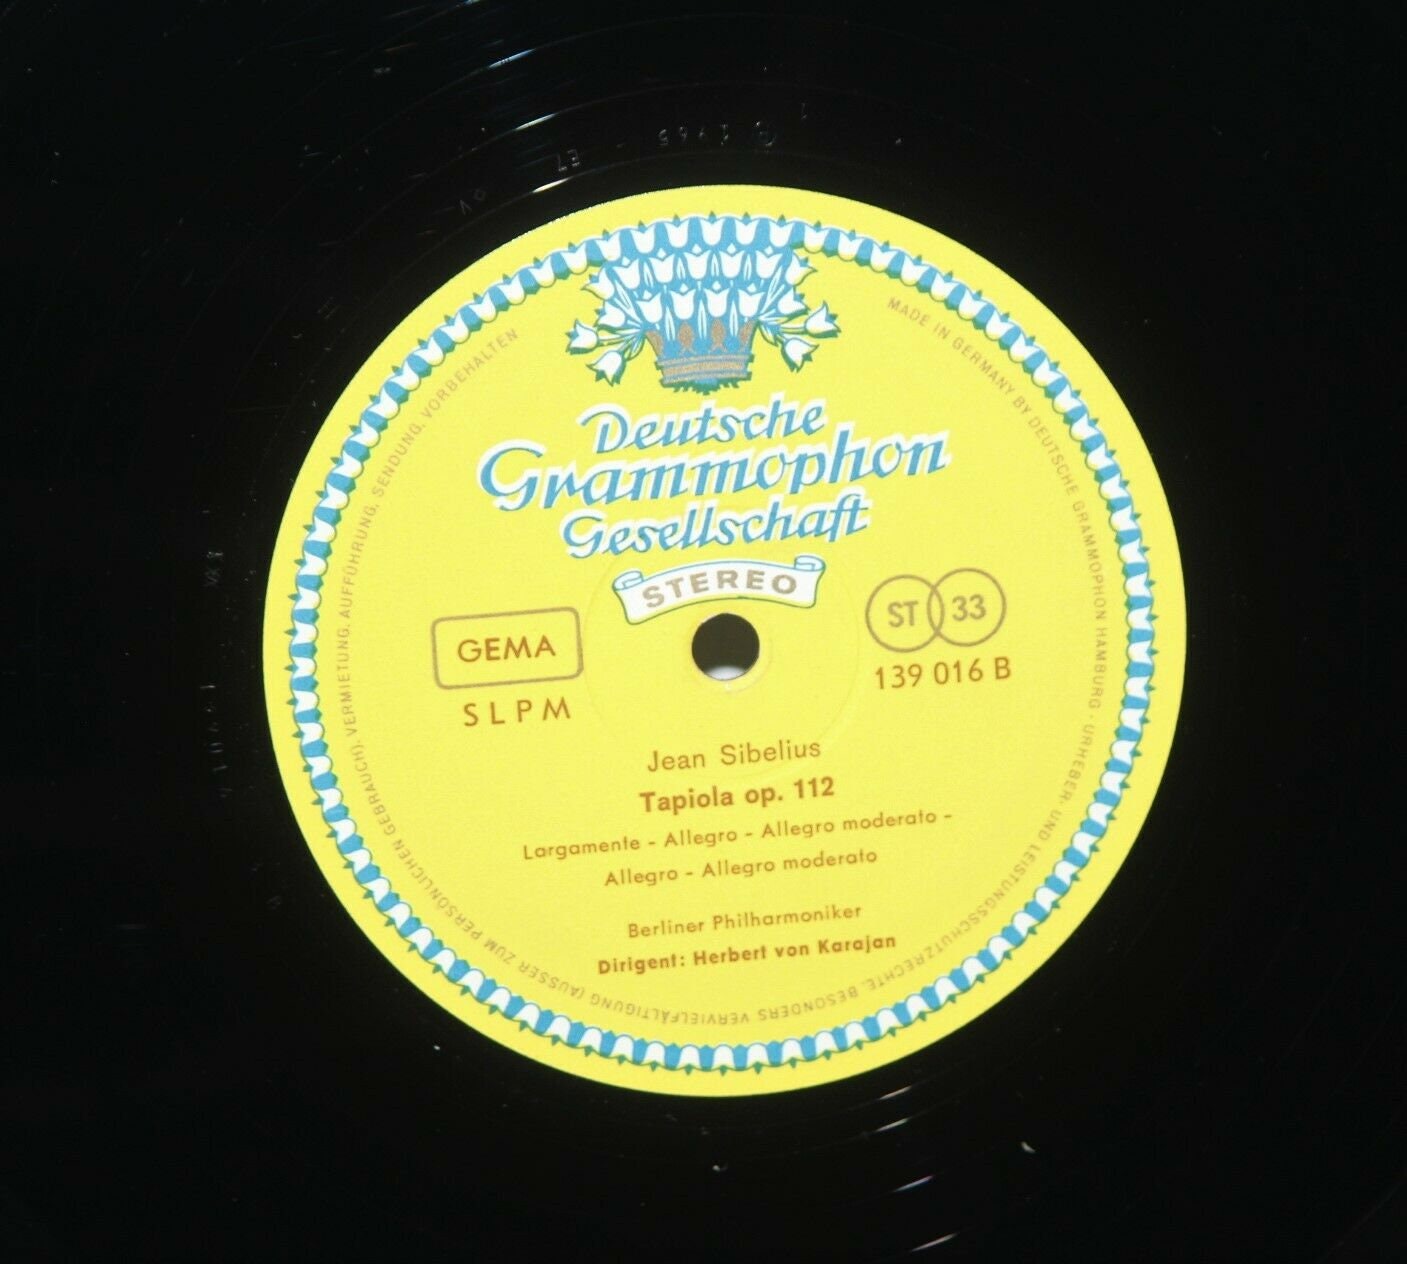 Deutsche
Grammophon
Gesellschaft
STEREO
GEMA
SLPM
ST 33
139 016 B
Jean Sibelius
Tapiola op. 112
Largamente - Allegro - Allegro moderato -
Allegro - Allegro moderato
Berliner Philharmoniker
Dirigent: Herbert von Karajan
MADE IN GERMANY BY DEUTSCHE GRAMMOPHON HAMBURG · URHEBER- UND LEISTUNGSSCHUTZRECHTE, BESONDERS VERVIELFÄLTIGUNG (AUSSER ZUM PERSÖNLICHEN GEBRAUCH), VERMIETUNG, AUFFÜHRUNG, SENDUNG, VORBEHALTEN
1965
E7